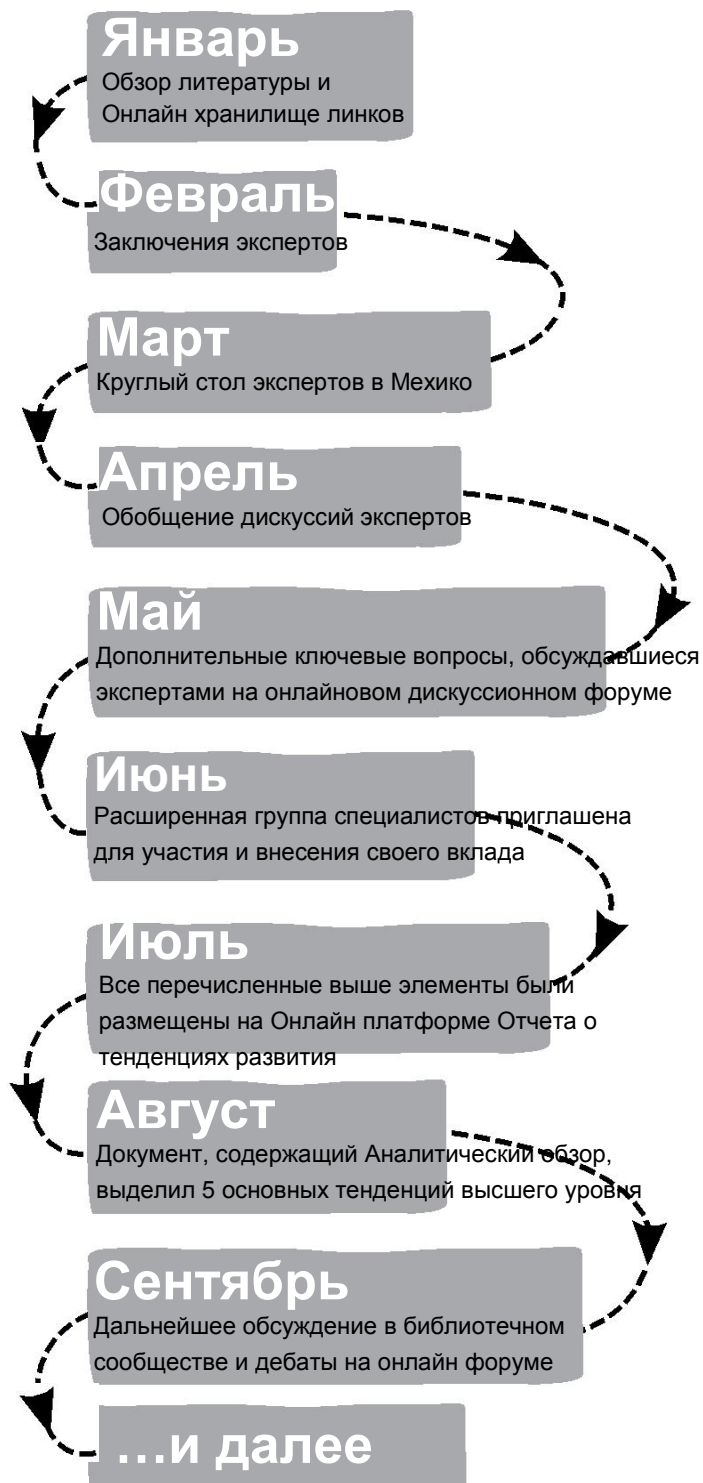 Январь
Обзор литературы и
Онлайн хранилище линков
Февраль
Заключения экспертов
Март
Круглый стол экспертов в Мехико
Апрель
Обобщение дискуссий экспертов
Май
Дополнительные ключевые вопросы, обсуждавшиеся
экспертами на онлайновом дискуссионном форуме
Июнь
Расширенная группа специалистов приглашена
для участия и внесения своего вклада
Июль
Все перечисленные выше элементы были
размещены на Онлайн платформе Отчета о
тенденциях развития
Август
Документ, содержащий Аналитический обзор,
выделил 5 основных тенденций высшего уровня
Сентябрь
Дальнейшее обсуждение в библиотечном
сообществе и дебаты на онлайн форуме
…и далее